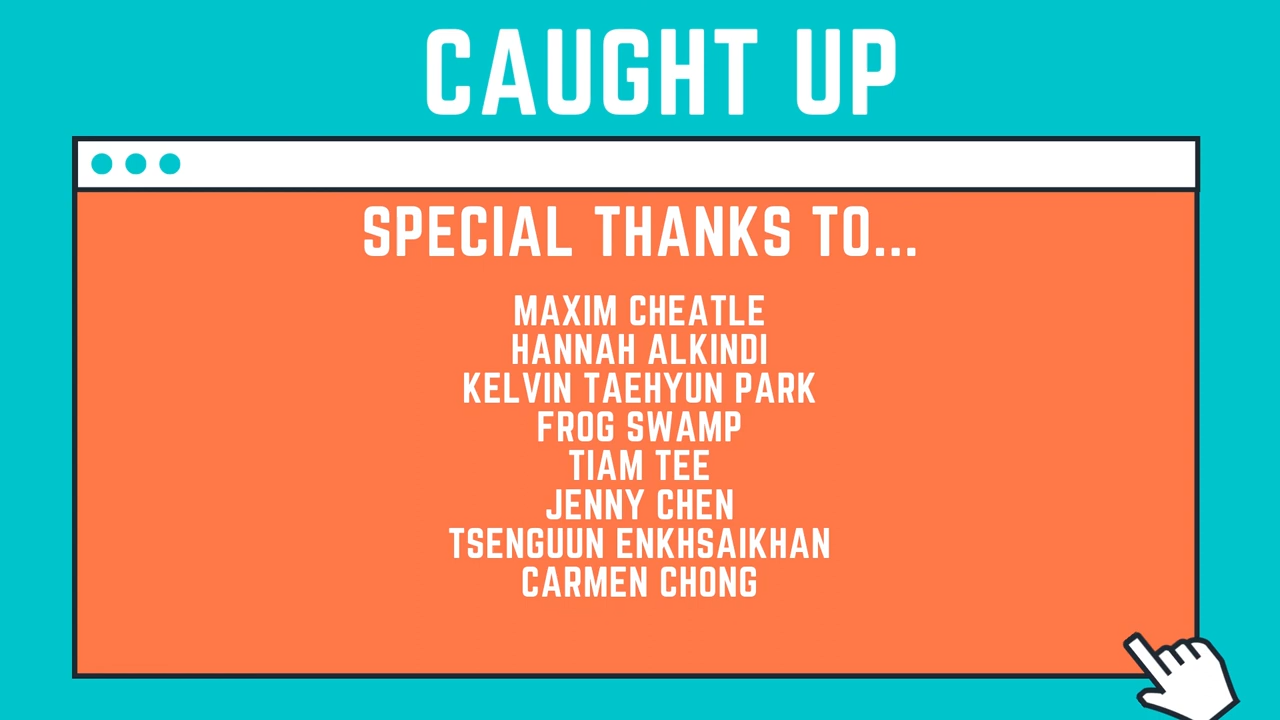 CAUGHT UP
SPECIAL THANKS TO...
MAXIM CHEATLE
HANNAH ALKINDI
KELVIN TAEHYUN PARK
FROG SWAMP
TIAM TEE
JENNY CHEN
TSENGUUN ENKHSAIKHAN
CARMEN CHONG